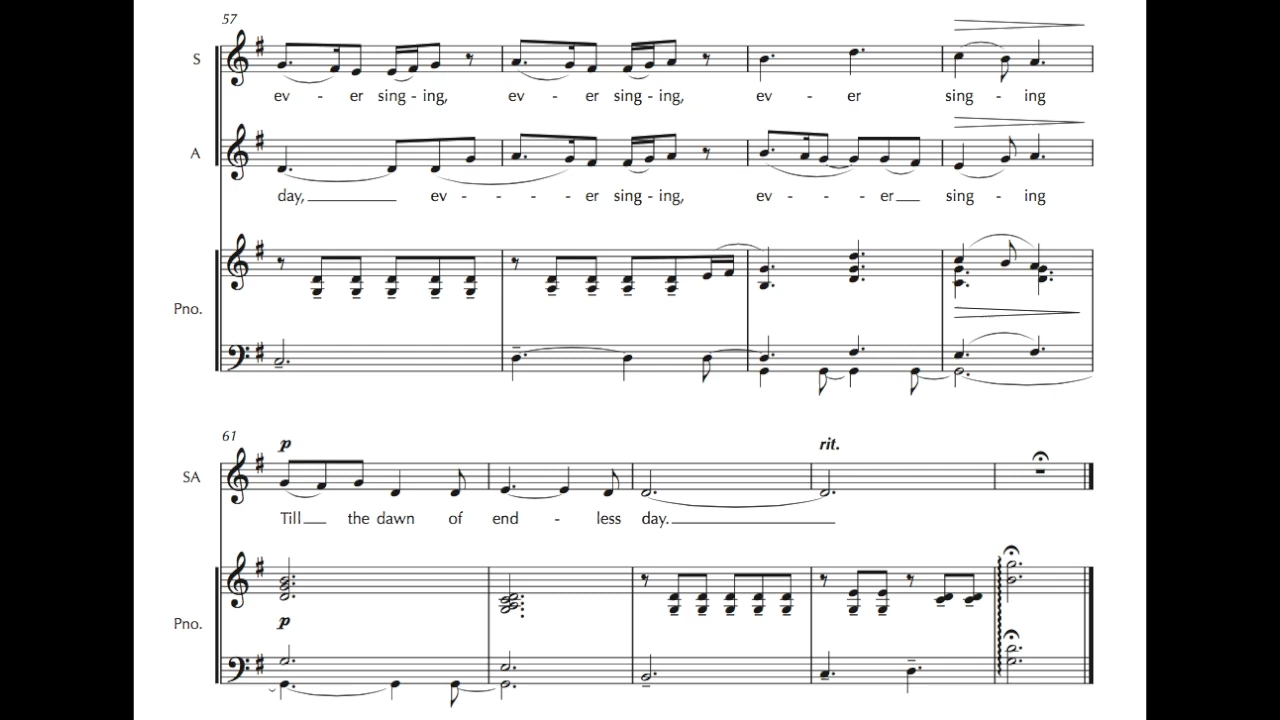 57
S
ev - er sing - ing, ev - er sing - ing, ev - er sing - ing
A
day, ev - - - er sing - ing, ev - - - er sing - ing
Pno.
61
p rit.
SA
Till the dawn of end - less day.
p
Pno.